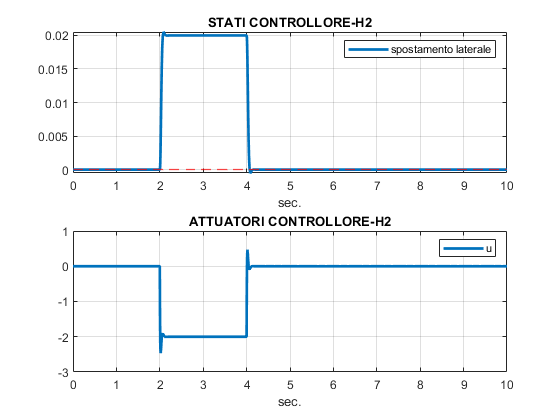 STATI CONTROLLORE-H2
0.02
0.015
0.01
0.005
0
spostamento laterale
0 1 2 3 4 5 6 7 8 9 10
sec.
ATTUATORI CONTROLLORE-H2
1
0
-1
-2
-3
u
0 1 2 3 4 5 6 7 8 9 10
sec.